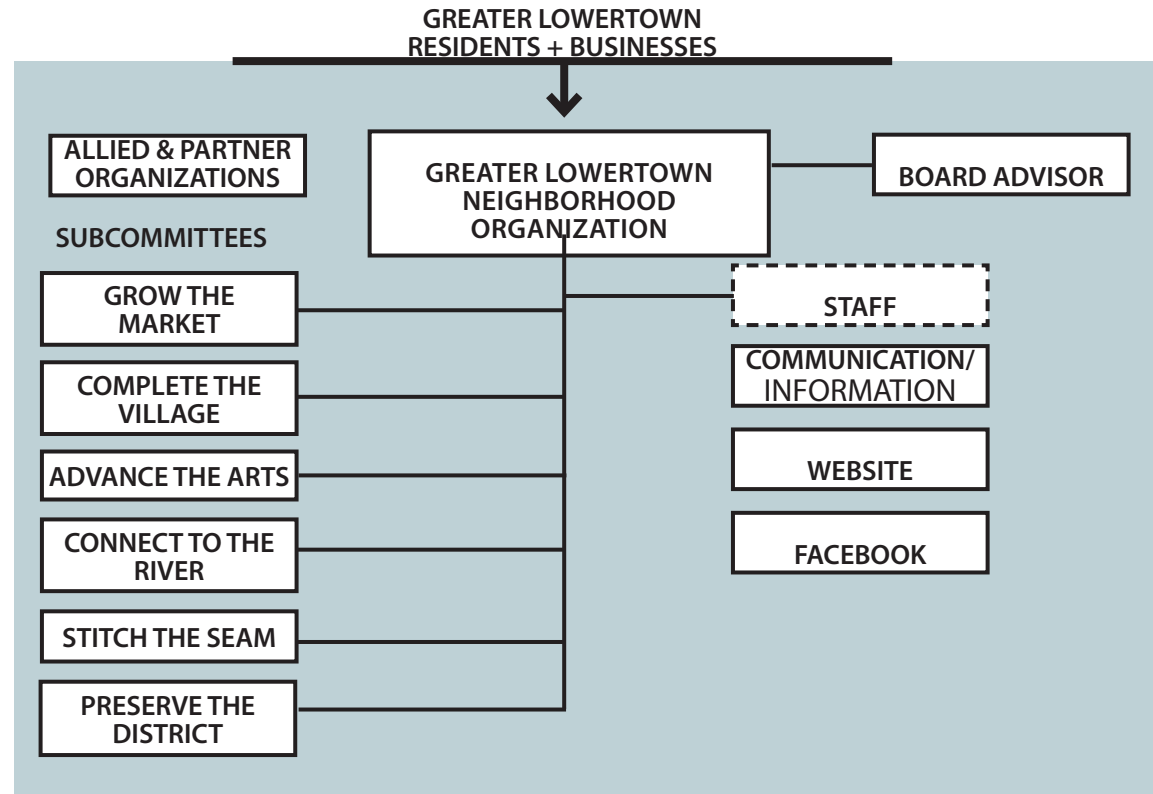 GREATER LOWERTOWN
RESIDENTS + BUSINESSES
ALLIED & PARTNER
ORGANIZATIONS
GREATER LOWERTOWN
NEIGHBORHOOD
ORGANIZATION
BOARD ADVISOR
SUBCOMMITTEES
GROW THE
MARKET
COMPLETE THE
VILLAGE
ADVANCE THE ARTS
CONNECT TO THE
RIVER
STITCH THE SEAM
PRESERVE THE
DISTRICT
STAFF
COMMUNICATION/
INFORMATION
WEBSITE
FACEBOOK